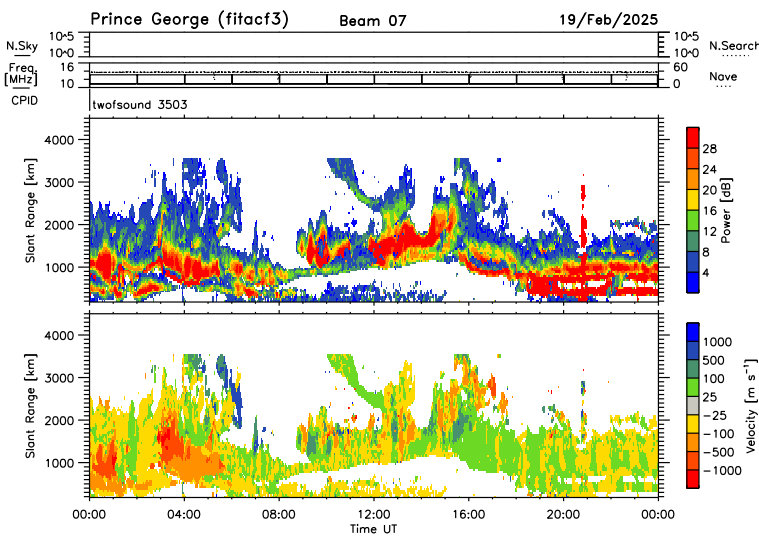 Prince George (fitacf3) Beam 07 19/Feb/2025
N.Sky 10^5 10^5 N.Search
10^0 10^0
Freq 16 60
[MHz] 10 0 Nave
CPID twofsound 3503
Slant Range [km]
4000
3000
2000
1000
Power [dB]
28
24
20
16
12
8
4
Slant Range [km]
4000
3000
2000
1000
Velocity [m s⁻¹]
1000
500
100
25
−25
−100
−500
−1000
00:00 04:00 08:00 12:00 16:00 20:00 00:00
Time UT